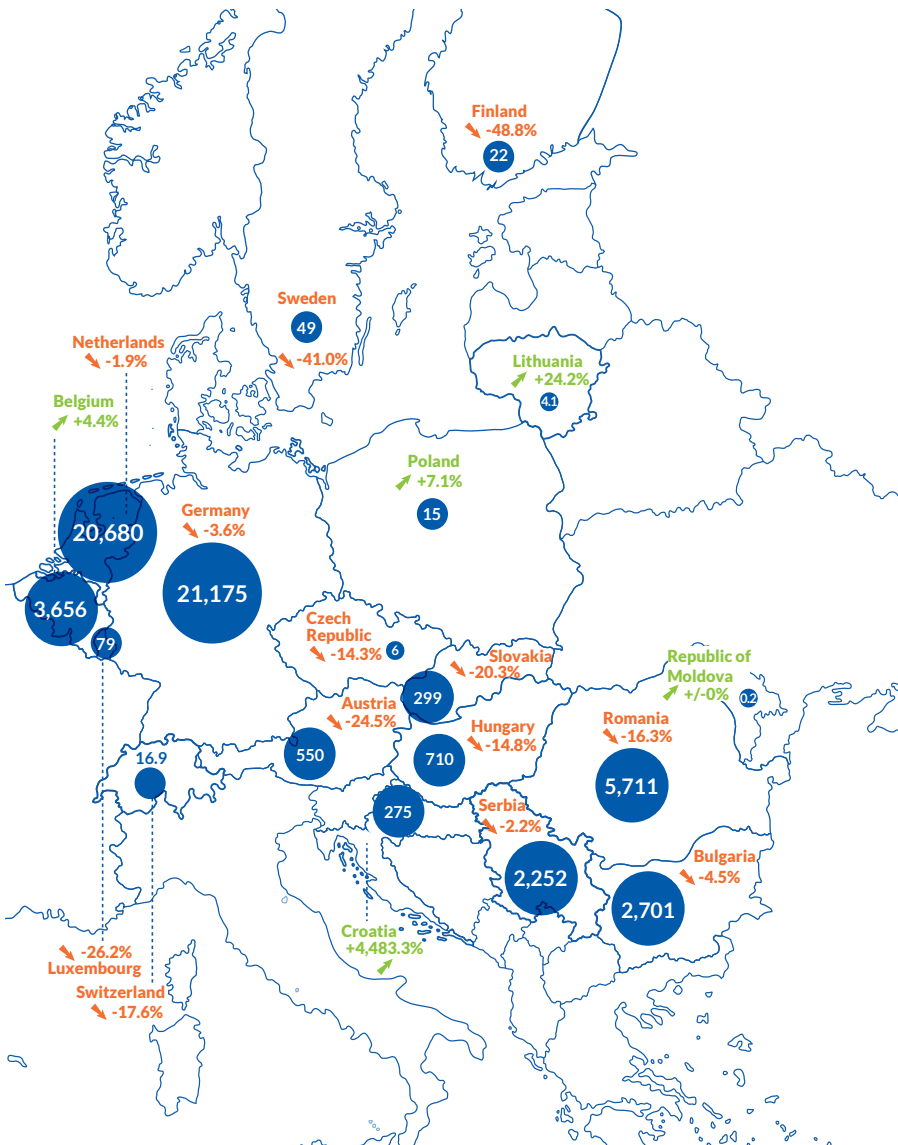 Finland
-48.8%
22
Sweden
49
-41.0%
Netherlands
-1.9%
Belgium
+4.4%
Lithuania
+24.2%
4.1
Poland
+7.1%
15
20,680
Germany
-3.6%
21,175
3,656
79
Czech
Republic
-14.3%
6
Slovakia
-20.3%
299
Republic of
Moldova
+/-0%
0.2
Austria
-24.5%
550
Hungary
-14.8%
710
Romania
-16.3%
5,711
16.9
275
Serbia
-2.2%
2,252
Bulgaria
-4.5%
2,701
Croatia
+4,483.3%
-26.2%
Luxembourg
Switzerland
-17.6%